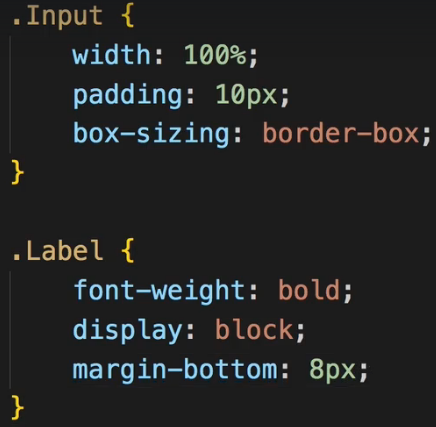 .Input {
    width: 100%;
    padding: 10px;
    box-sizing: border-box;
}

.Label {
    font-weight: bold;
    display: block;
    margin-bottom: 8px;
}